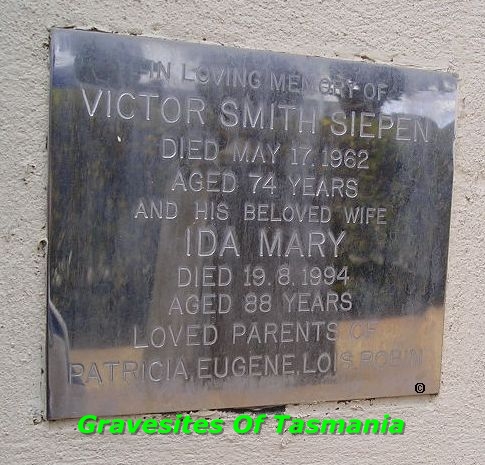 IN LOVING MEMORY OF
VICTOR SMITH SIEPEN
DIED MAY 17. 1962
AGED 74 YEARS
AND HIS BELOVED WIFE
IDA MARY
DIED 19. 8. 1994
AGED 88 YEARS
LOVED PARENTS OF
PATRICIA, EUGENE, LOIS, ROBIN
©
Gravesites Of Tasmania